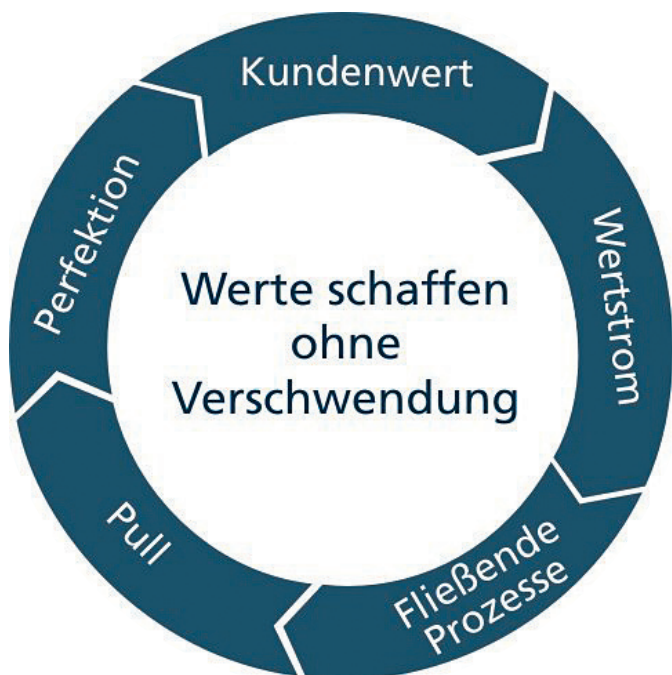 Kundenwert
Wertstrom
Fließende
Prozesse
Pull
Perfektion
Werte schaffen
ohne
Verschwendung